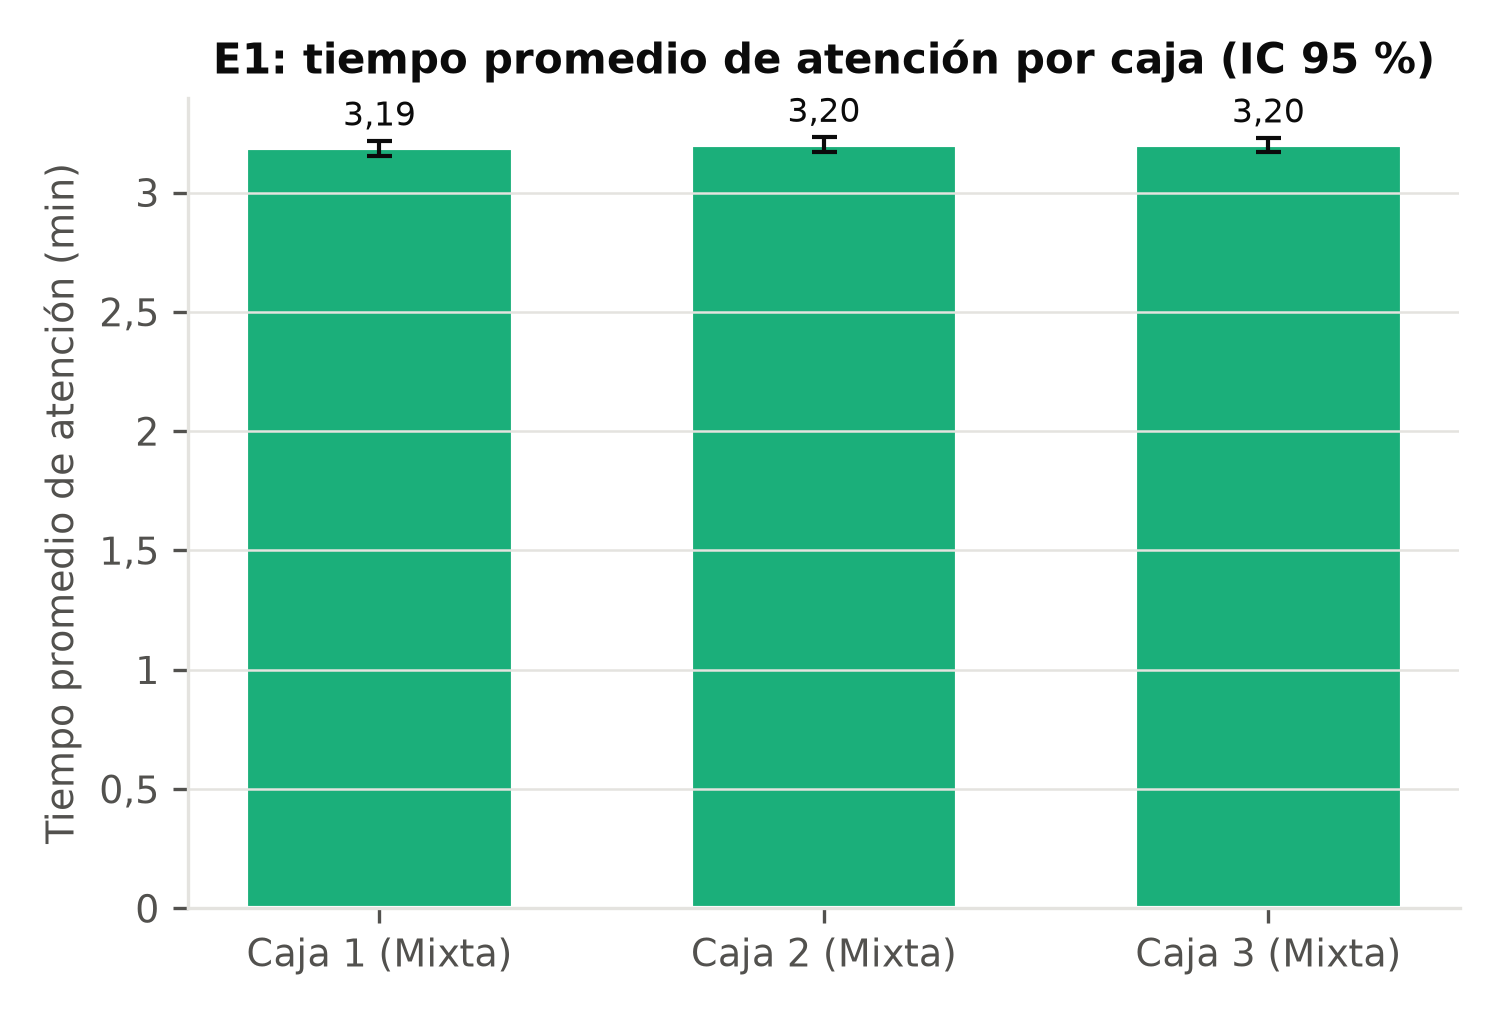 E1: tiempo promedio de atención por caja (IC 95 %)
3,19
3,20
3,20
Tiempo promedio de atención (min)
3
2,5
2
1,5
1
0,5
0
Caja 1 (Mixta)
Caja 2 (Mixta)
Caja 3 (Mixta)